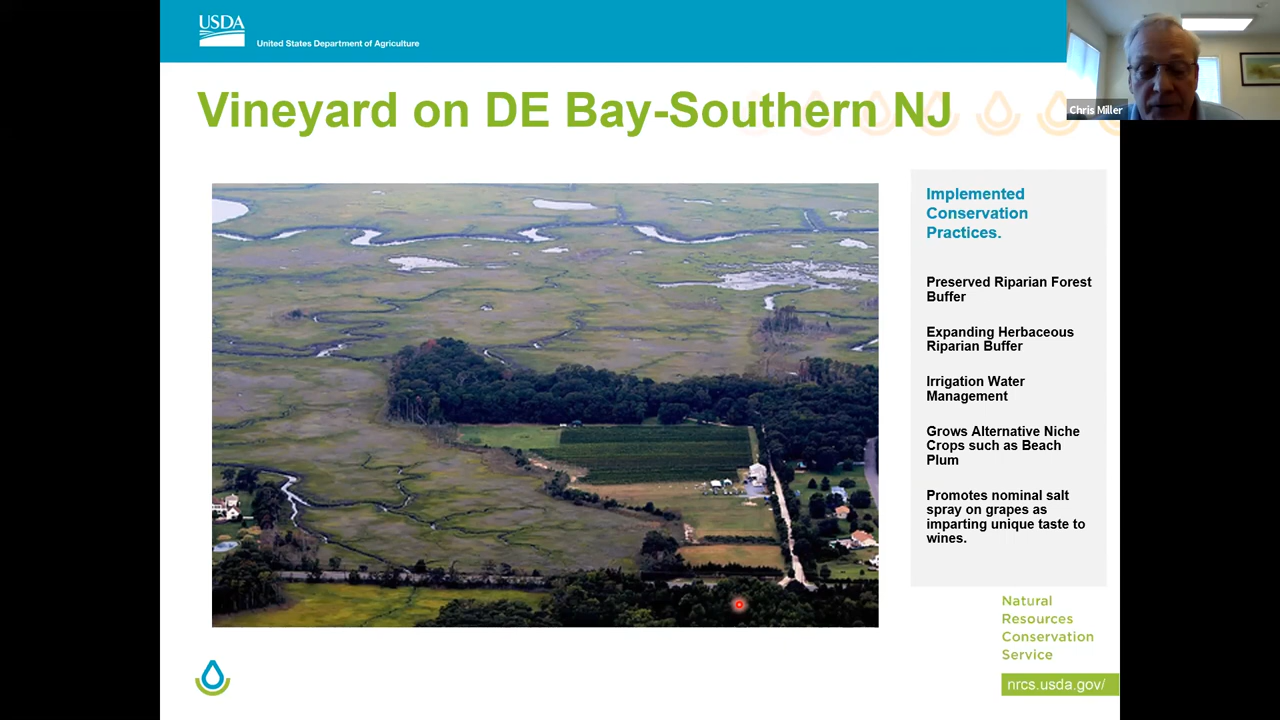 USDA
United States Department of Agriculture
Vineyard on DE Bay-Southern NJ
Chris Miller
Implemented
Conservation
Practices.
Preserved Riparian Forest
Buffer
Expanding Herbaceous
Riparian Buffer
Irrigation Water
Management
Grows Alternative Niche
Crops such as Beach
Plum
Promotes nominal salt
spray on grapes as
imparting unique taste to
wines.
Natural
Resources
Conservation
Service
nrcs.usda.gov/